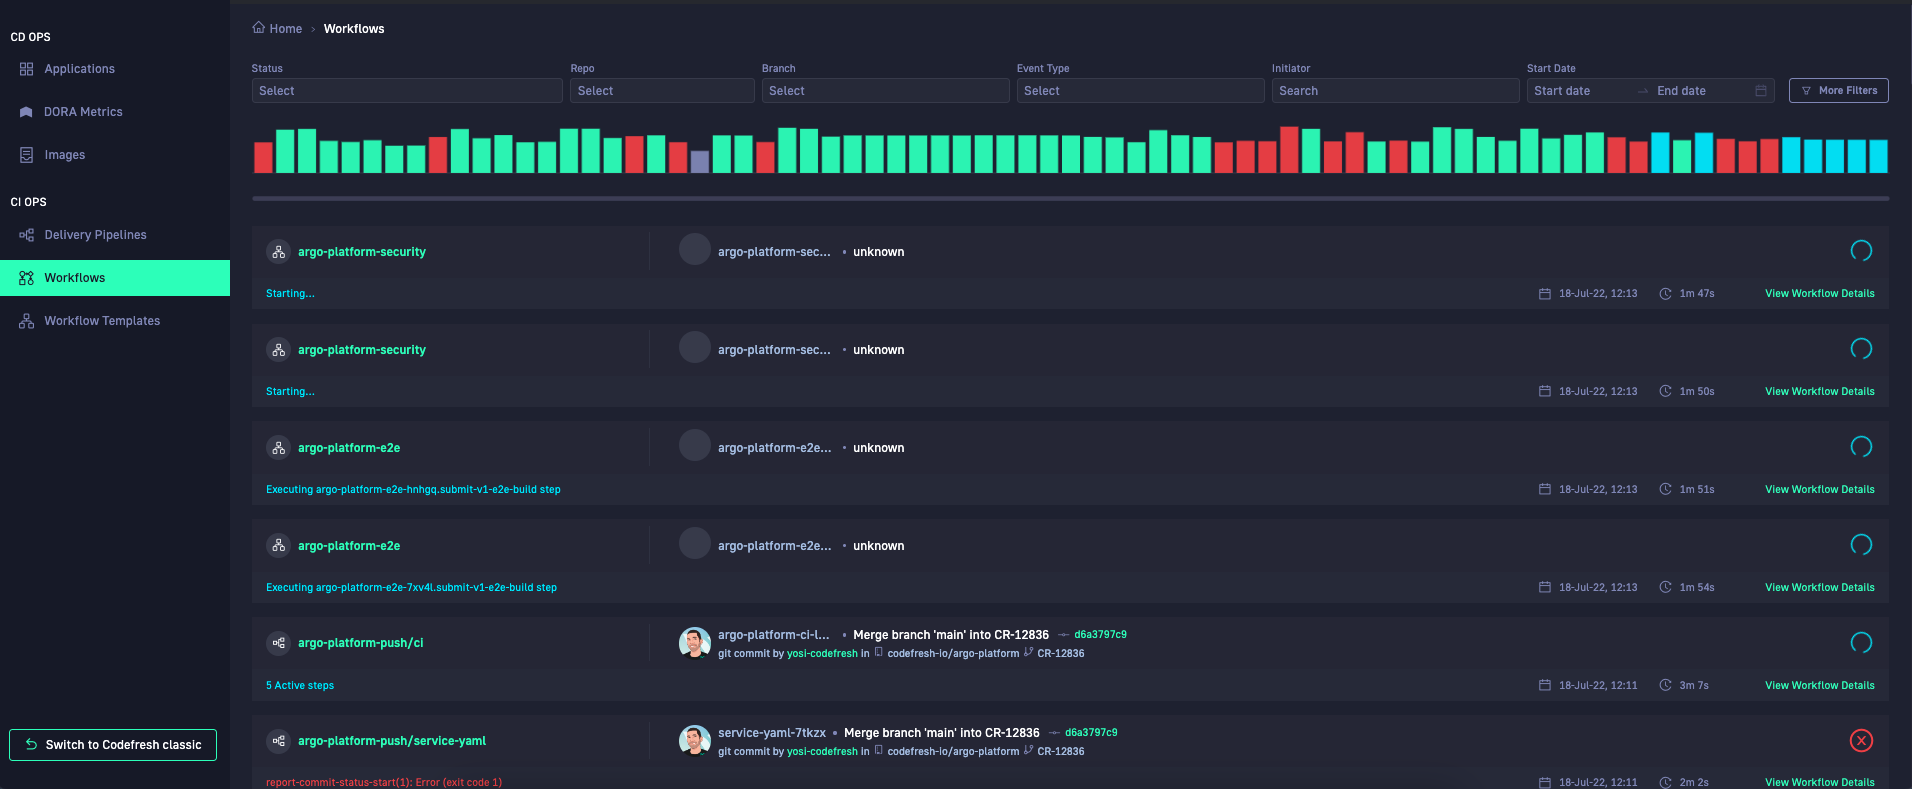 CD OPS
Applications
DORA Metrics
Images
CI OPS
Delivery Pipelines
Workflows
Workflow Templates
Switch to Codefresh classic
Home › Workflows
Status Repo Branch Event Type Initiator Start Date
Select Select Select Select Search Start date → End date More Filters
argo-platform-security argo-platform-sec... • unknown
Starting... 18-Jul-22, 12:13 1m 47s View Workflow Details
argo-platform-security argo-platform-sec... • unknown
Starting... 18-Jul-22, 12:13 1m 50s View Workflow Details
argo-platform-e2e argo-platform-e2e... • unknown
Executing argo-platform-e2e-hnhgq.submit-v1-e2e-build step 18-Jul-22, 12:13 1m 51s View Workflow Details
argo-platform-e2e argo-platform-e2e... • unknown
Executing argo-platform-e2e-7xv4l.submit-v1-e2e-build step 18-Jul-22, 12:13 1m 54s View Workflow Details
argo-platform-push/ci argo-platform-ci-l... • Merge branch 'main' into CR-12836 d6a3797c9
git commit by yosi-codefresh in codefresh-io/argo-platform CR-12836
5 Active steps 18-Jul-22, 12:11 3m 7s View Workflow Details
argo-platform-push/service-yaml service-yaml-7tkzx • Merge branch 'main' into CR-12836 d6a3797c9
git commit by yosi-codefresh in codefresh-io/argo-platform CR-12836
report-commit-status-start(1): Error (exit code 1) 18-Jul-22, 12:11 2m 2s View Workflow Details